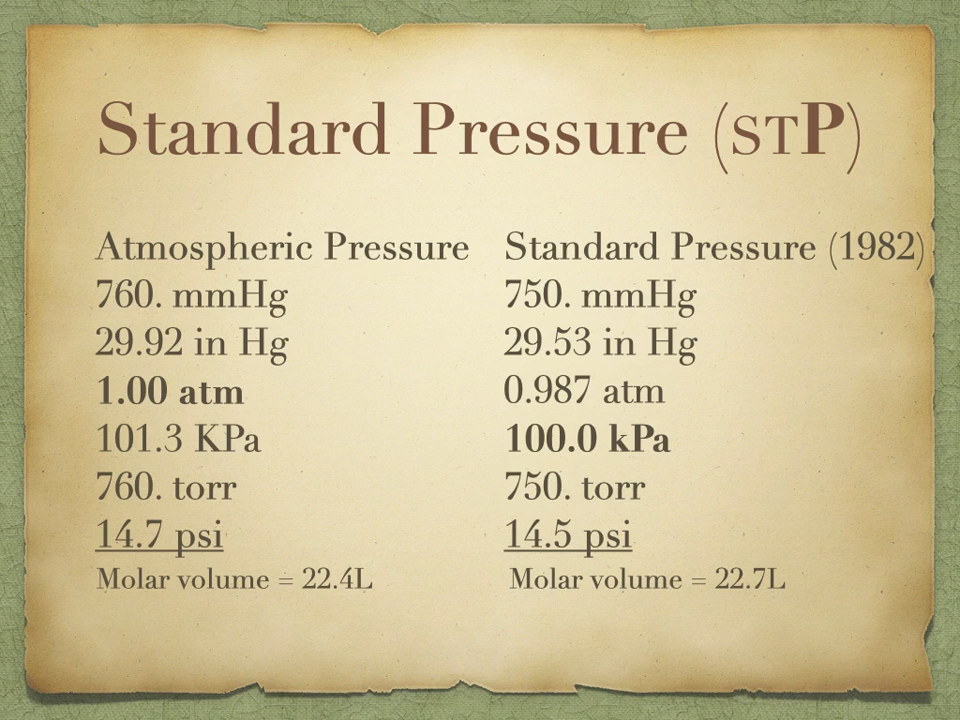 Standard Pressure (STP)
Atmospheric Pressure
760. mmHg
29.92 in Hg
1.00 atm
101.3 KPa
760. torr
14.7 psi
Molar volume = 22.4L
Standard Pressure (1982)
750. mmHg
29.53 in Hg
0.987 atm
100.0 kPa
750. torr
14.5 psi
Molar volume = 22.7L